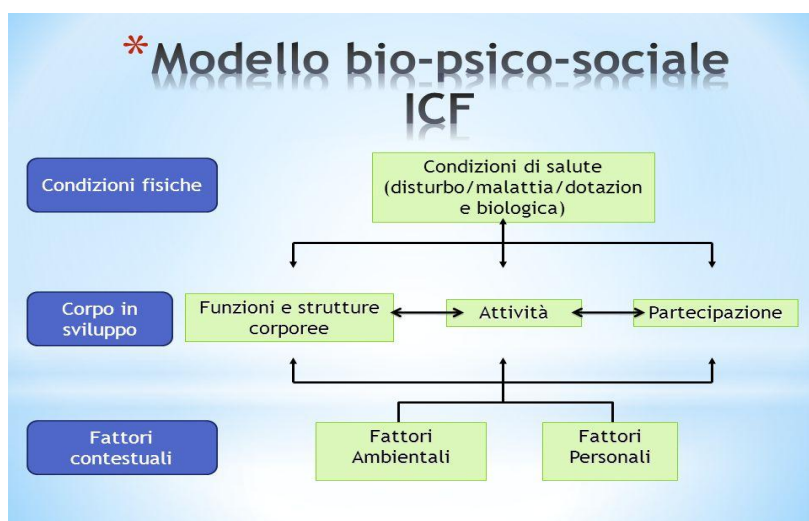 *Modello bio-psico-sociale
ICF
Condizioni fisiche
Condizioni di salute
(disturbo/malattia/dotazion
e biologica)
Corpo in
sviluppo
Funzioni e strutture
corporee
Attività
Partecipazione
Fattori
contestuali
Fattori
Ambientali
Fattori
Personali